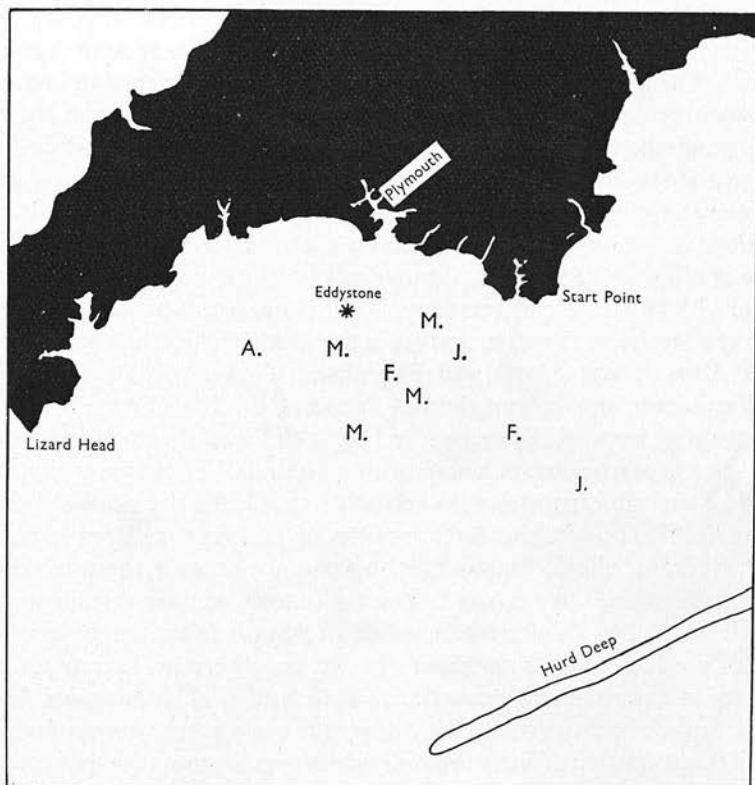 Plymouth
Eddystone
Start Point
M.
A.
M.
J.
F.
M.
Lizard Head
M.
F.
J.
Hurd Deep